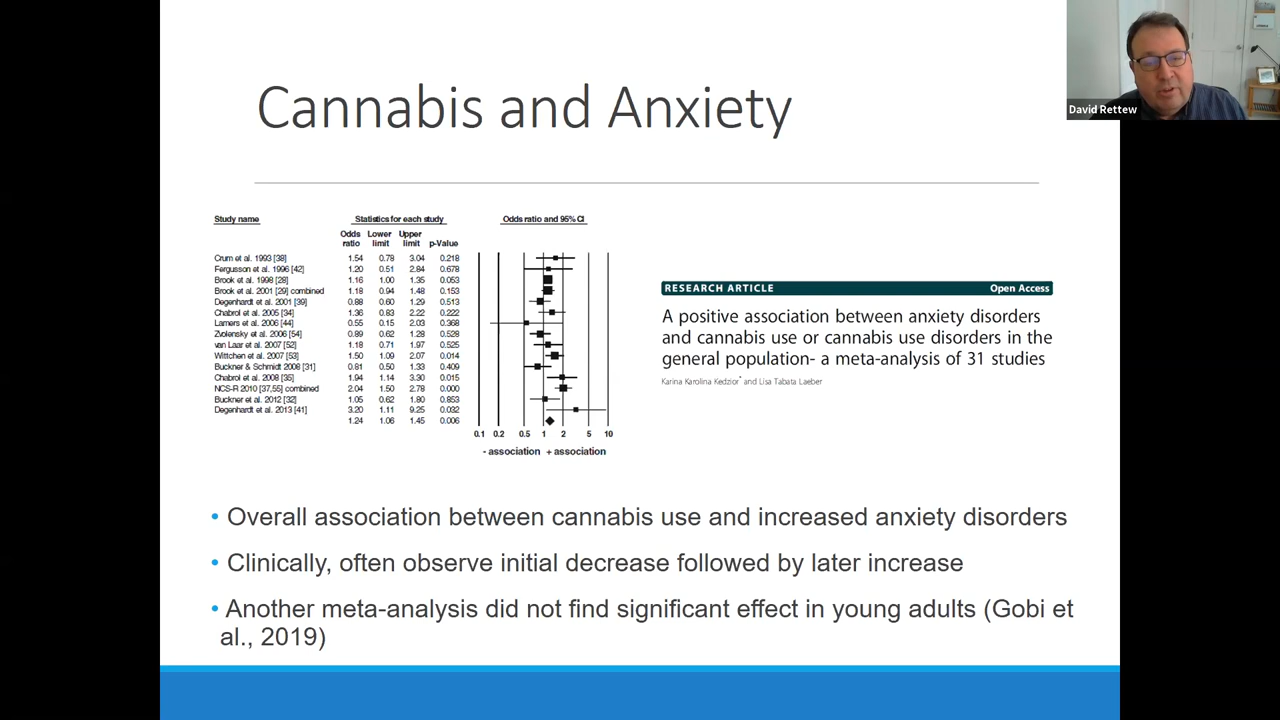 Cannabis and Anxiety
David Rettew
Study name Statistics for each study Odds ratio and 95% CI
Odds Lower Upper
ratio limit limit p-Value
Crum et al. 1993 [38] 1.54 0.78 3.04 0.218
Fergusson et al. 1996 [42] 1.20 0.51 2.84 0.678
Brook et al. 1998 [28] 1.16 1.00 1.35 0.053
Brook et al. 2001 [29] combined 1.18 0.94 1.48 0.153
Degenhardt et al. 2001 [39] 0.88 0.60 1.29 0.513
Chabrol et al. 2005 [34] 1.36 0.83 2.22 0.222
Lamers et al. 2006 [44] 0.55 0.15 2.03 0.368
Zvolensky et al. 2006 [54] 0.89 0.62 1.28 0.528
van Laar et al. 2007 [52] 1.18 0.71 1.97 0.525
Wittchen et al. 2007 [53] 1.50 1.09 2.07 0.014
Buckner & Schmidt 2008 [31] 0.81 0.50 1.33 0.409
Chabrol et al. 2008 [35] 1.94 1.14 3.30 0.015
NCS-R 2010 [37,55] combined 2.04 1.50 2.78 0.000
Buckner et al. 2012 [32] 1.05 0.62 1.80 0.853
Degenhardt et al. 2013 [41] 3.20 1.11 9.25 0.032
1.24 1.06 1.45 0.006
0.1 0.2 0.5 1 2 5 10
- association + association
RESEARCH ARTICLE Open Access
A positive association between anxiety disorders
and cannabis use or cannabis use disorders in the
general population- a meta-analysis of 31 studies
Karina Karolina Kedzior* and Lisa Tabata Laeber
• Overall association between cannabis use and increased anxiety disorders
• Clinically, often observe initial decrease followed by later increase
• Another meta-analysis did not find significant effect in young adults (Gobi et
al., 2019)